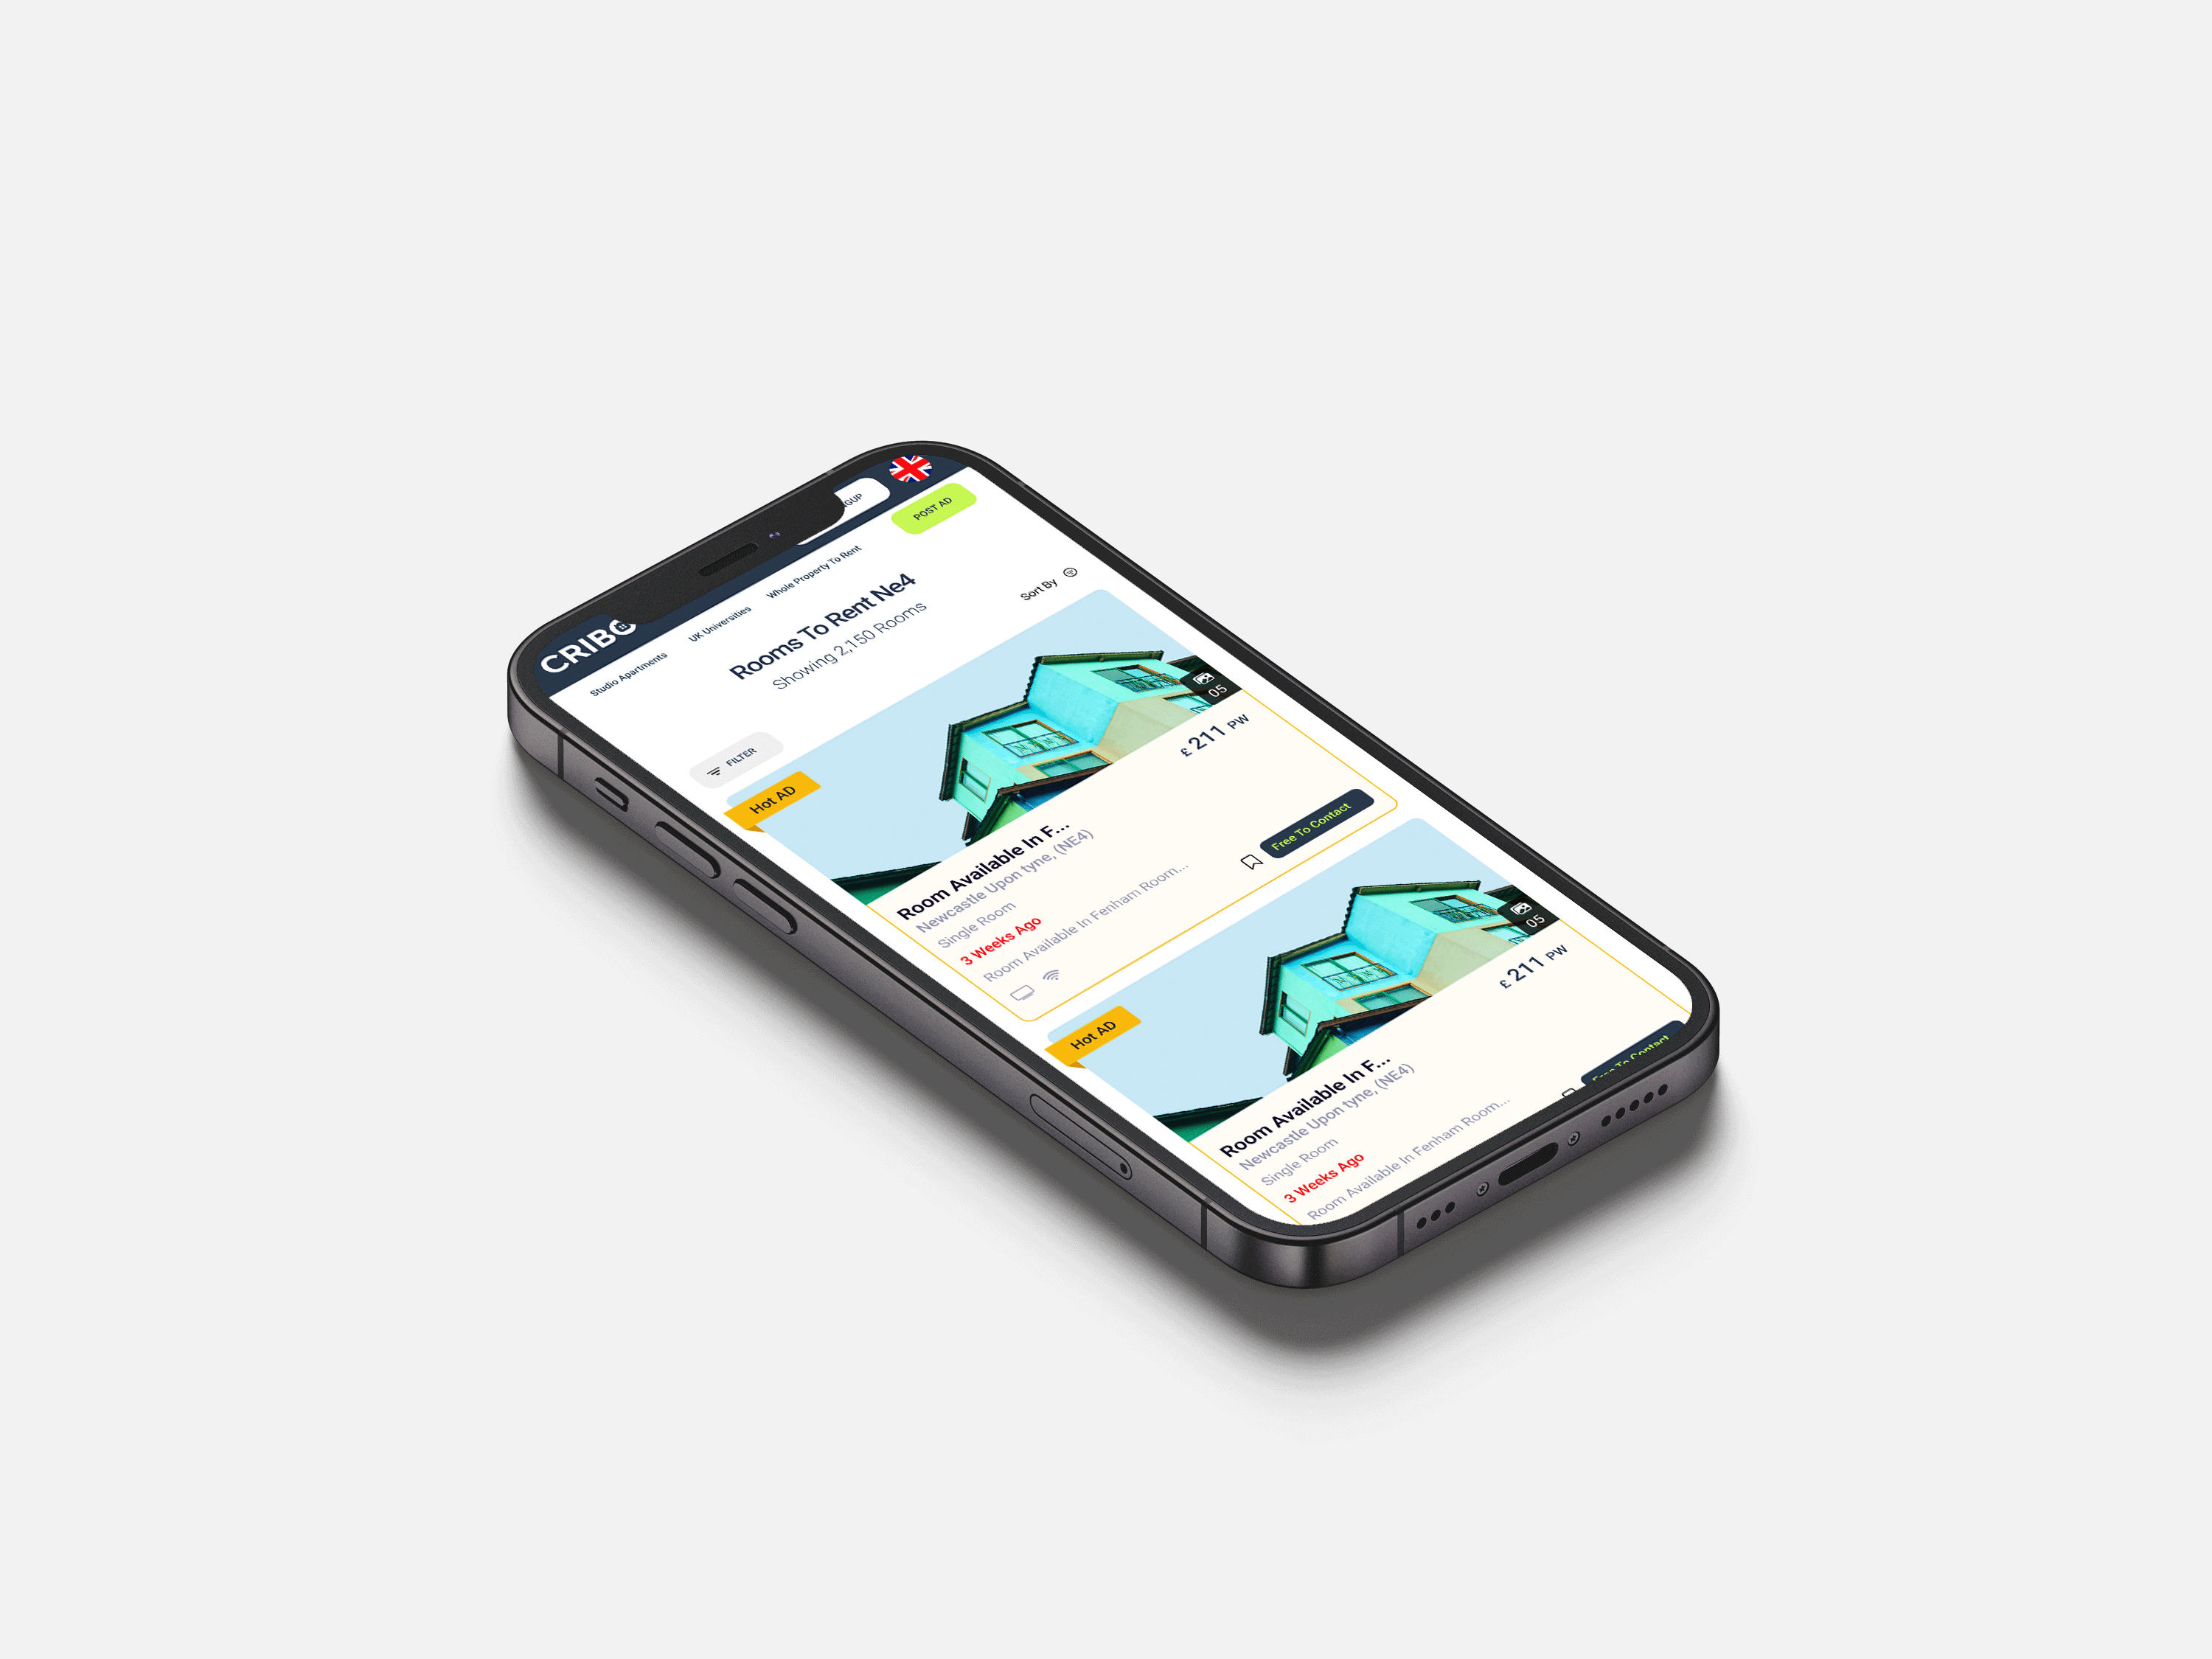 CRIBO
POST AD
Studio Apartments
UK Universities
Whole Property To Rent
Rooms To Rent Ne4
Showing 2,150 Rooms
Sort By
FILTER
Hot AD
05
£ 211 PW
Room Available In F...
Newcastle Upon tyne, (NE4)
Single Room
3 Weeks Ago
Room Available In Fenham Room...
Free To Contact
Hot AD
05
£ 211 PW
Room Available In F...
Newcastle Upon tyne, (NE4)
Single Room
3 Weeks Ago
Room Available In Fenham Room...
Free To Contact